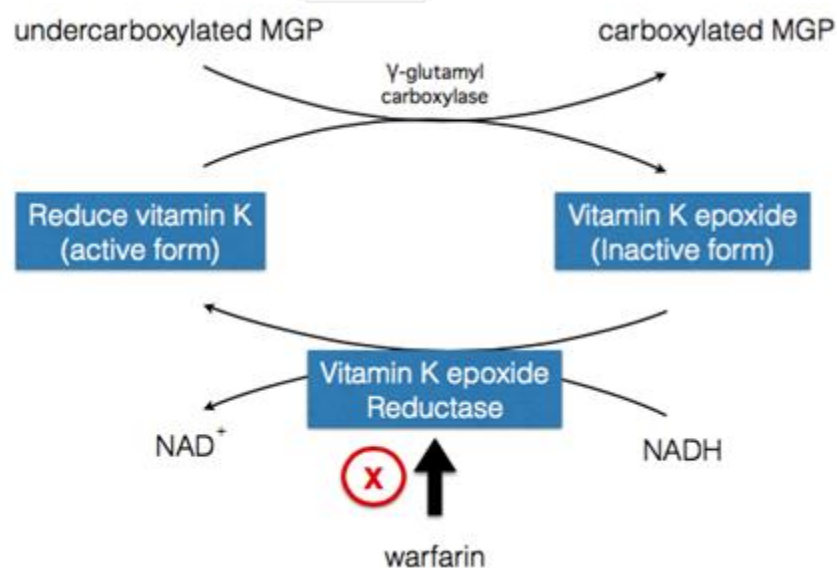 undercarboxylated MGP
carboxylated MGP
γ-glutamyl
carboxylase
Reduce vitamin K
(active form)
Vitamin K epoxide
(Inactive form)
Vitamin K epoxide
Reductase
NAD+
NADH
X
warfarin